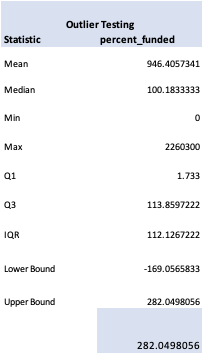 Outlier Testing
Statistic percent_funded
Mean 946.4057341
Median 100.1833333
Min 0
Max 2260300
Q1 1.733
Q3 113.8597222
IQR 112.1267222
Lower Bound -169.0565833
Upper Bound 282.0498056
282.0498056